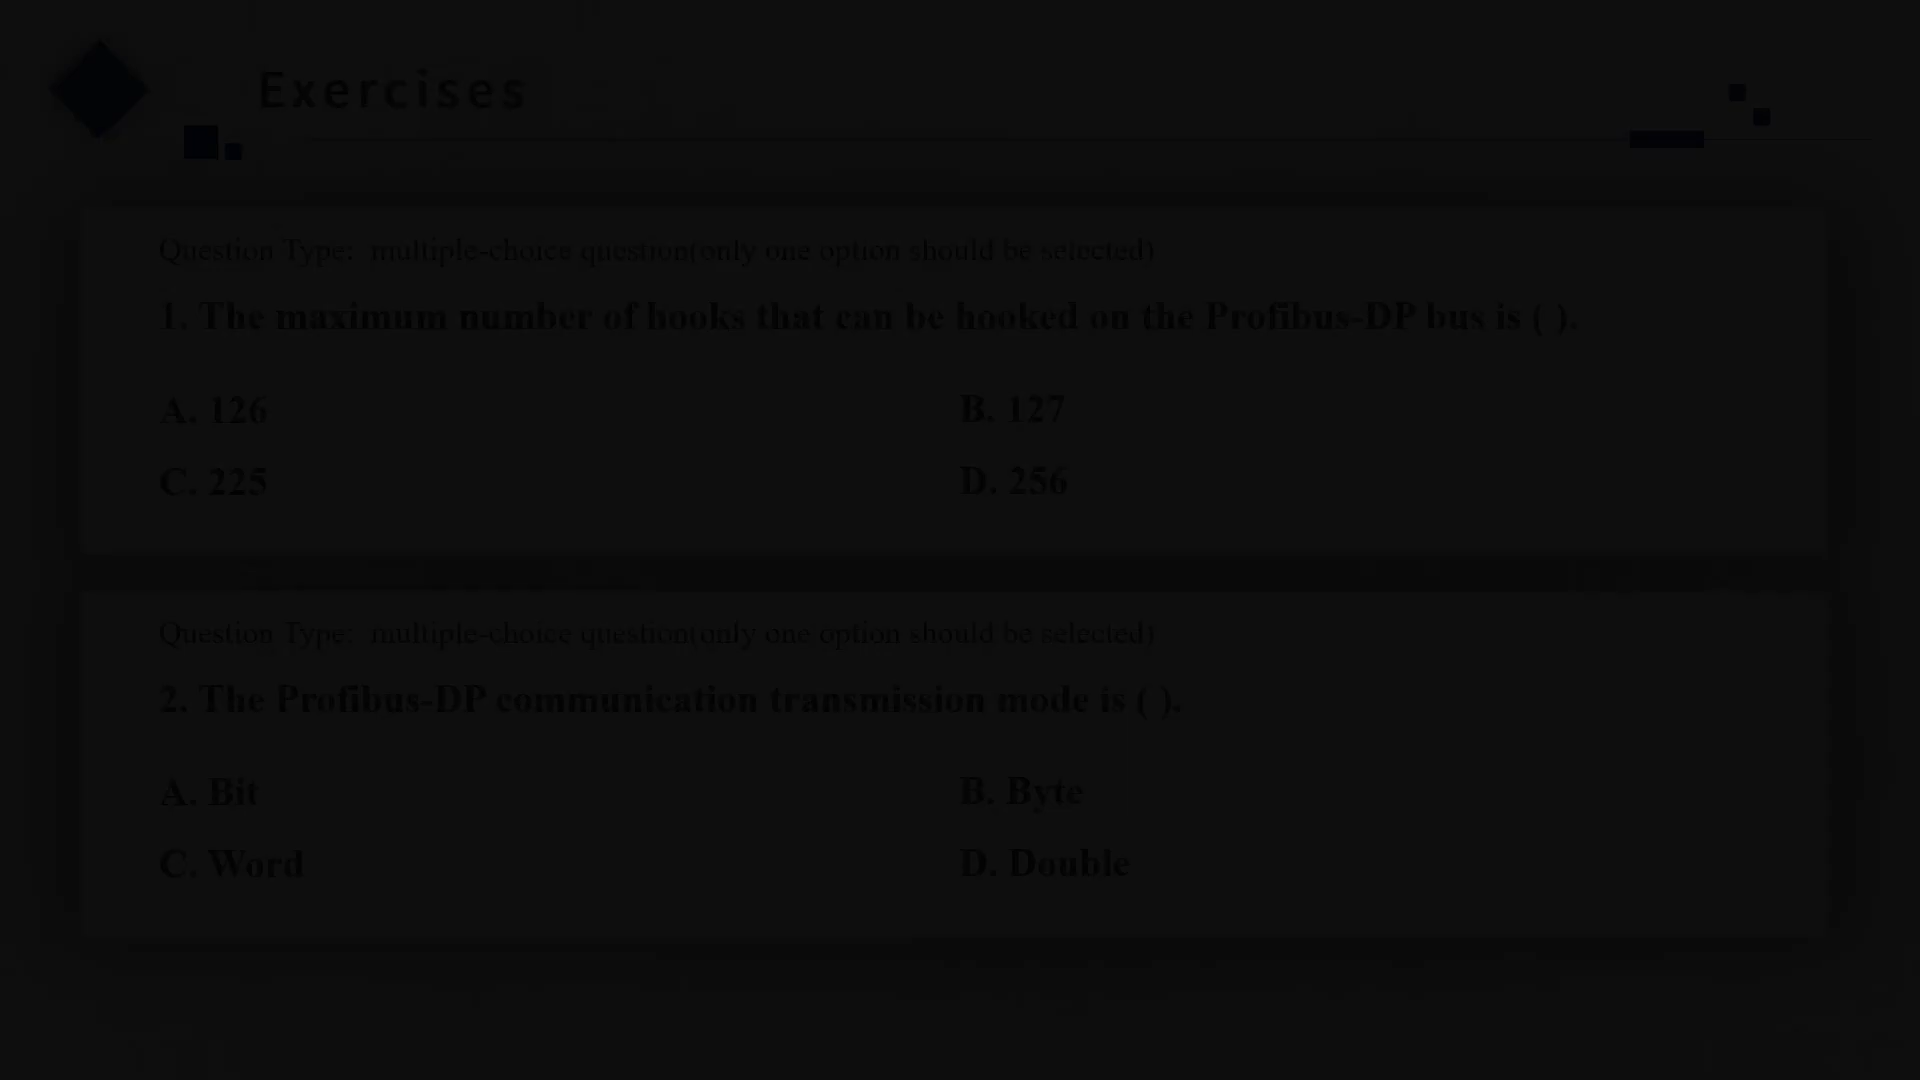 Exercises
Question Type: multiple-choice question(only one option should be selected)
1. The maximum number of hooks that can be hooked on the Profibus-DP bus is ( ).
A. 126
B. 127
C. 225
D. 256
Question Type: multiple-choice question(only one option should be selected)
2. The Profibus-DP communication transmission mode is ( ).
A. Bit
B. Byte
C. Word
D. Double